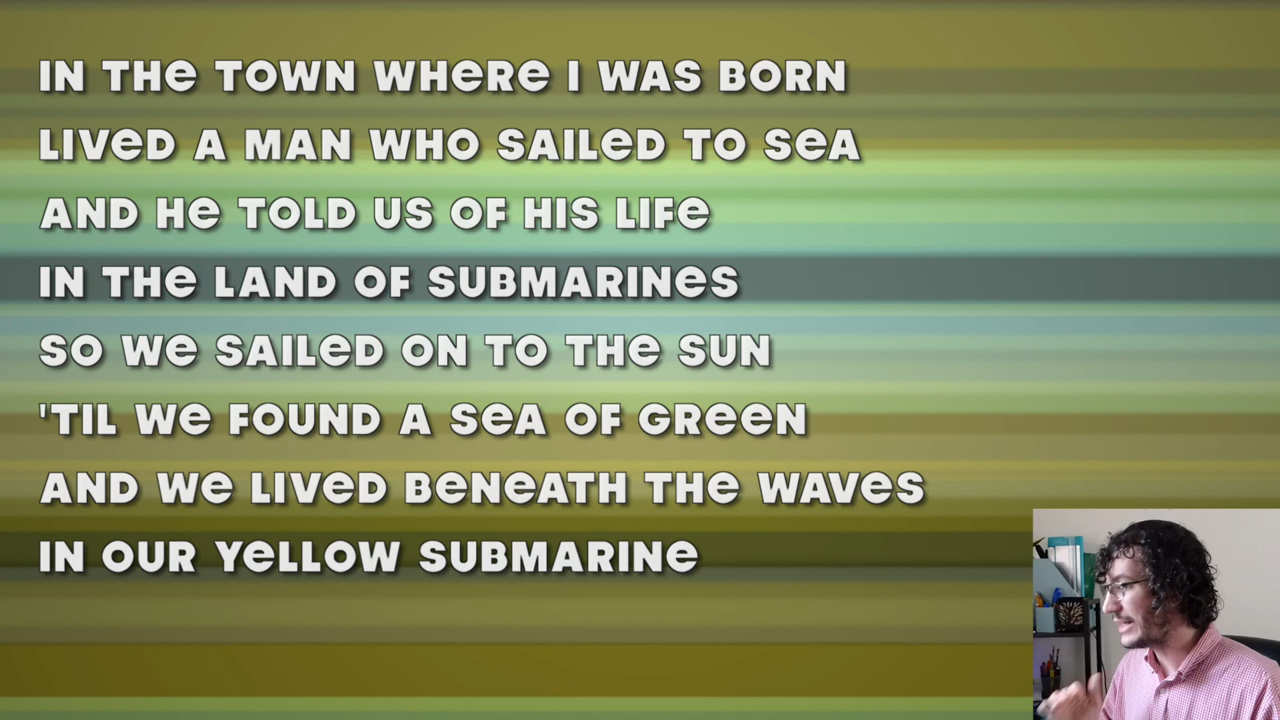 IN THE TOWN WHERE I WAS BORN
LIVED A MAN WHO SAILED TO SEA
AND HE TOLD US OF HIS LIFE
IN THE LAND OF SUBMARINES
SO WE SAILED ON TO THE SUN
'TIL WE FOUND A SEA OF GREEN
AND WE LIVED BENEATH THE WAVES
IN OUR YELLOW SUBMARINE